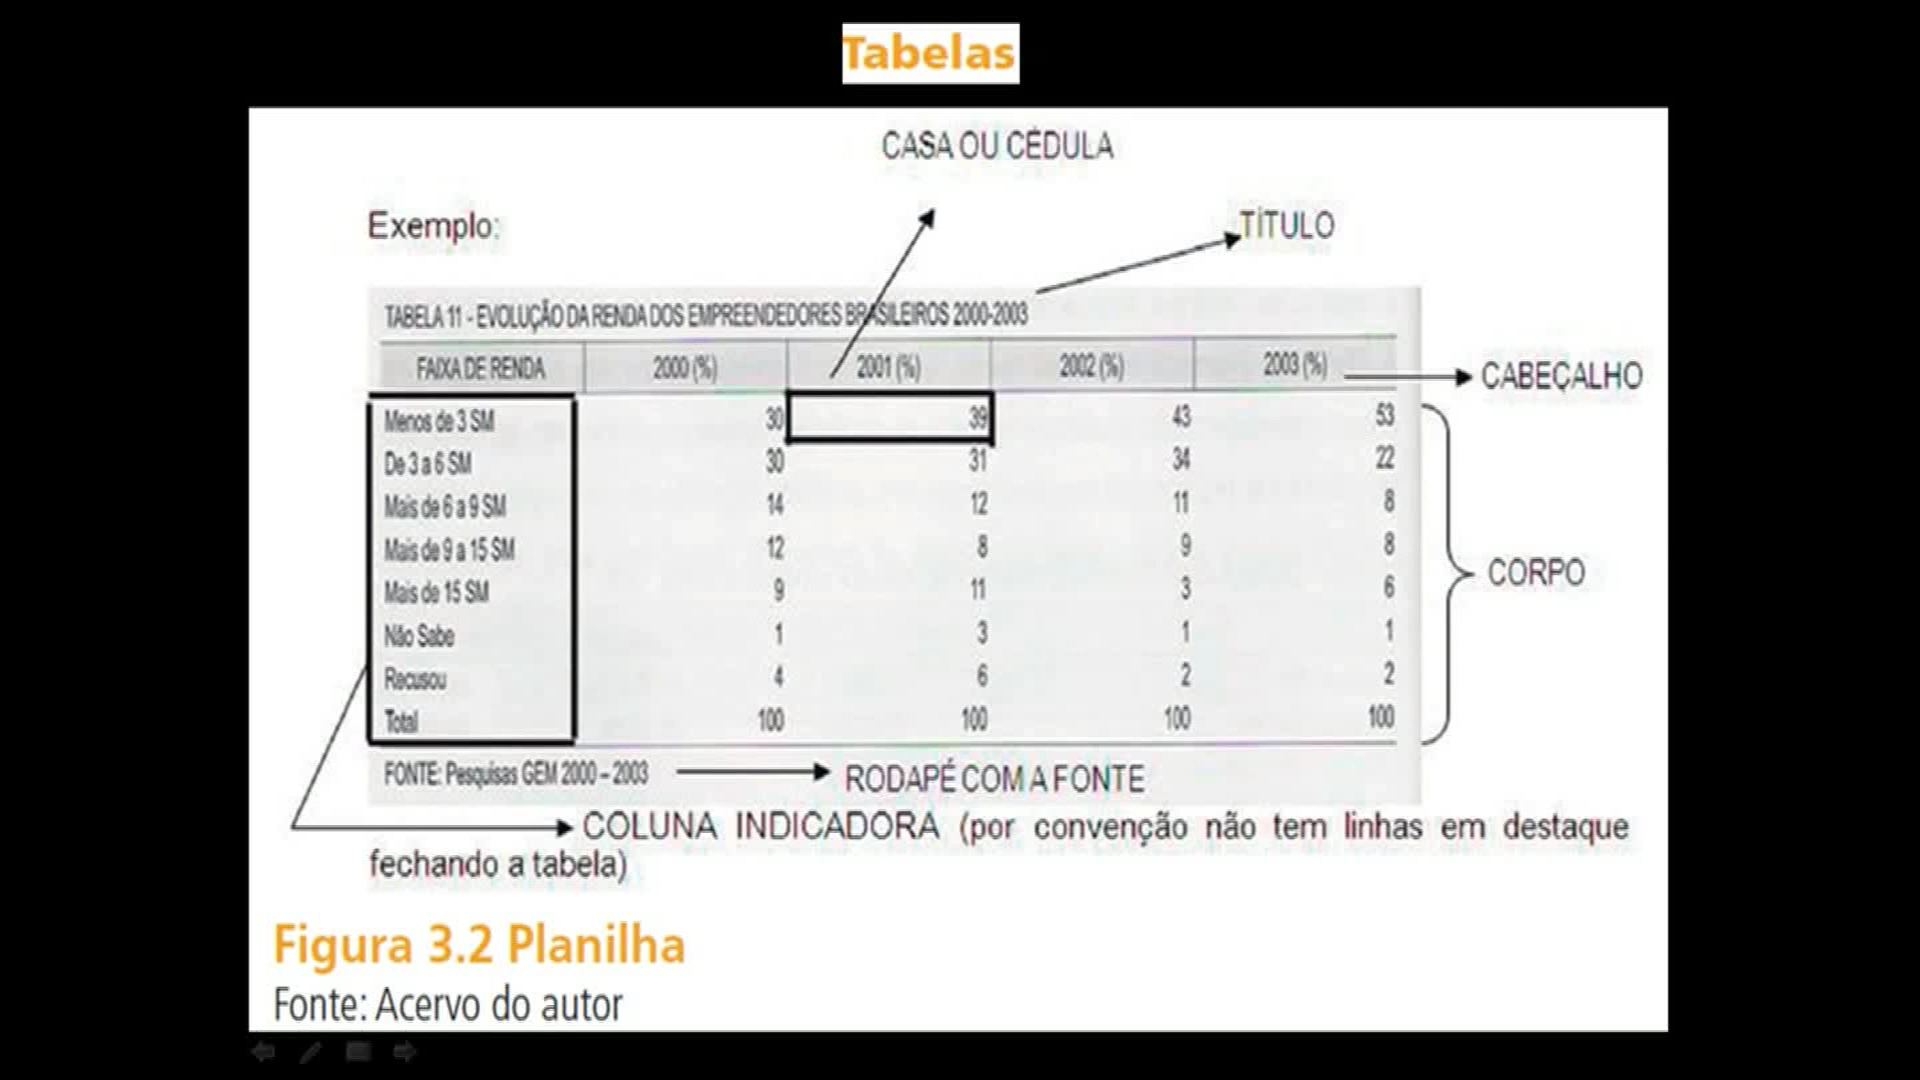 Tabelas
CASA OU CÉDULA
Exemplo:
TÍTULO
TABELA 11 - EVOLUÇÃO DA RENDA DOS EMPREENDEDORES BRASILEIROS 2000-2003
FAIXA DE RENDA 2000 (%) 2001 (%) 2002 (%) 2003 (%)
CABEÇALHO
Menos de 3 SM 30 39 43 53
De 3 a 6 SM 30 31 34 22
Mais de 6 a 9 SM 14 12 11 8
Mais de 9 a 15 SM 12 8 9 8
CORPO
Mais de 15 SM 9 11 3 6
Não Sabe 1 3 1 1
Recusou 4 6 2 2
Total 100 100 100 100
FONTE: Pesquisas GEM 2000 – 2003
RODAPÉ COM A FONTE
COLUNA INDICADORA (por convenção não tem linhas em destaque
fechando a tabela)
Figura 3.2 Planilha
Fonte: Acervo do autor